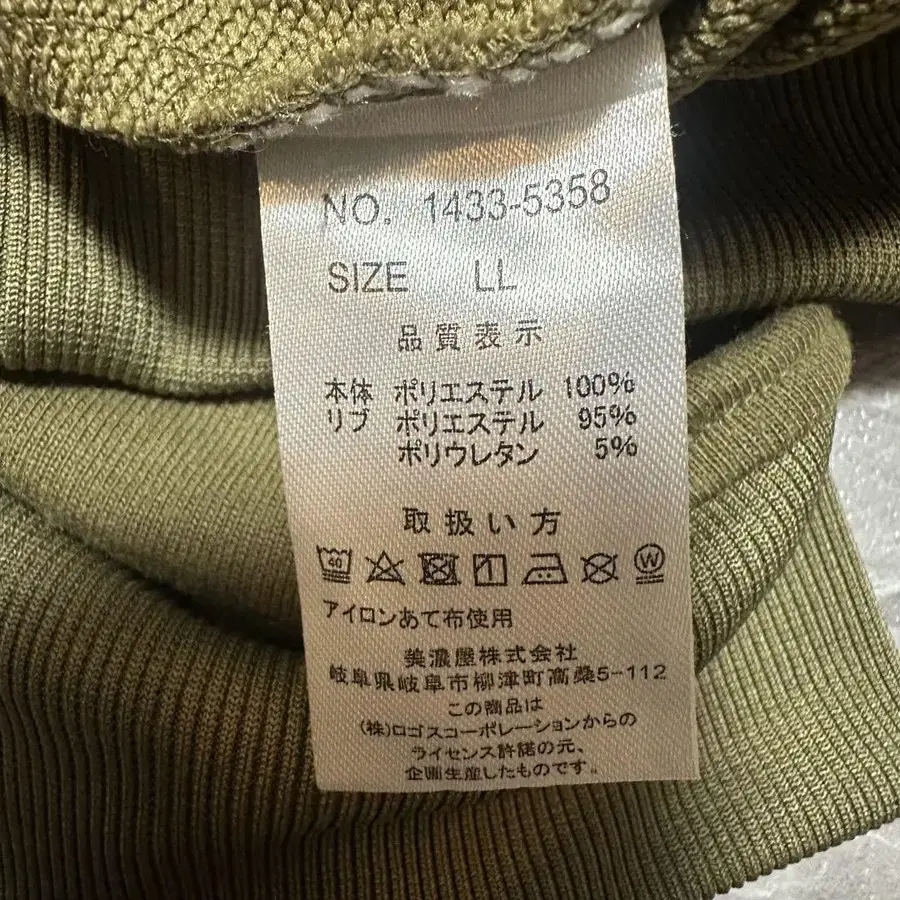 NO. 1433-5358
SIZE LL
品質表示
本体 ポリエステル 100%
リブ ポリエステル 95%
ポリウレタン 5%
取扱い方
40 W
アイロンあて布使用
美濃屋株式会社
岐阜県岐阜市柳津町高桑5-112
この商品は
(株)ロゴスコーポレーションからの
ライセンス許諾の元、
企画生産したものです。